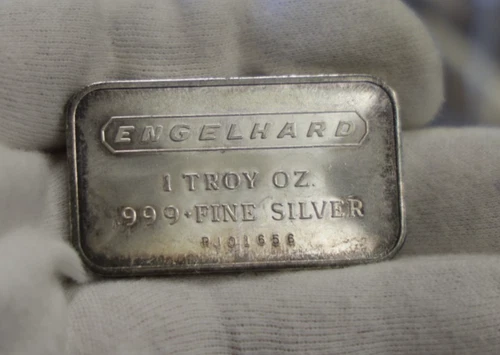 ENGELHARD
1 TROY OZ.
999+FINE SILVER